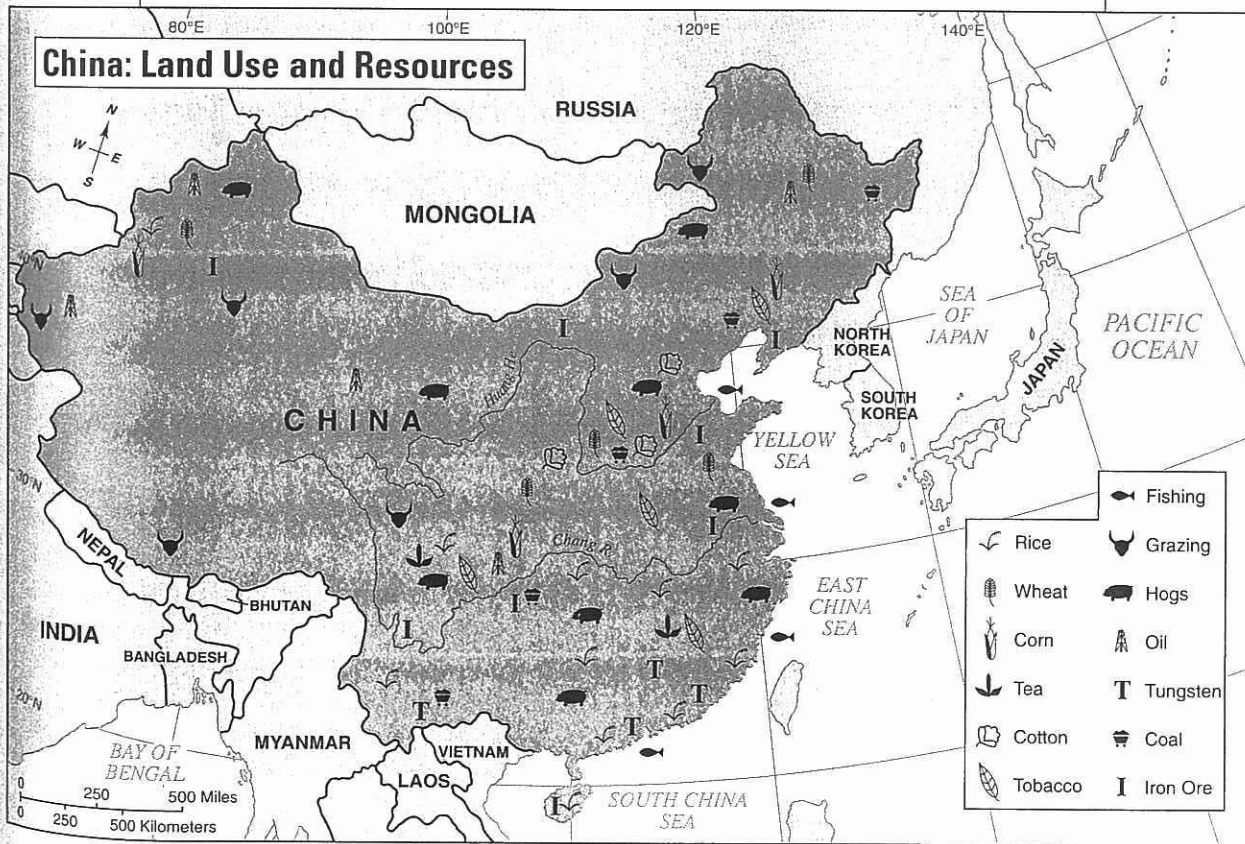 80°E
100°E
120°E
140°E
China: Land Use and Resources
N
W E
S
RUSSIA
MONGOLIA
CHINA
Huang R.
Chang R.
NORTH
KOREA
SOUTH
KOREA
SEA
OF
JAPAN
JAPAN
PACIFIC
OCEAN
YELLOW
SEA
EAST
CHINA
SEA
30°N
20°N
NEPAL
BHUTAN
INDIA
BANGLADESH
MYANMAR
LAOS
VIETNAM
BAY OF
BENGAL
SOUTH CHINA
SEA
0 250 500 Miles
0 250 500 Kilometers
Rice
Wheat
Corn
Tea
Cotton
Tobacco
Fishing
Grazing
Hogs
Oil
T Tungsten
Coal
I Iron Ore